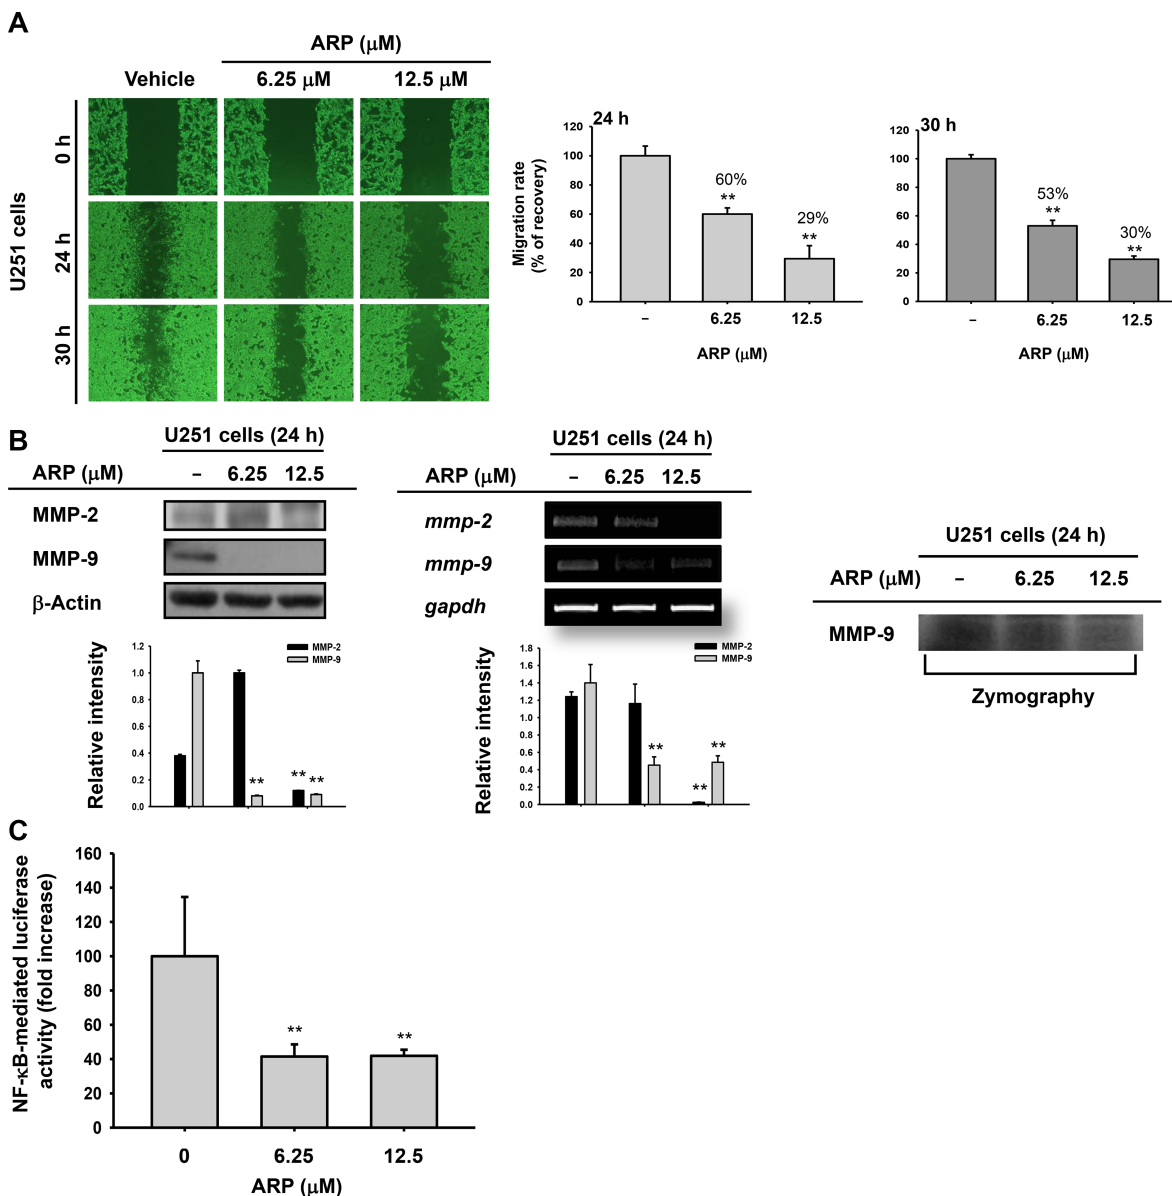 A
ARP (μM)
Vehicle
6.25 μM
12.5 μM
U251 cells
0 h
24 h
30 h
24 h
Migration rate
(% of recovery)
120
100
80
60
40
20
0
60%
**
29%
**
–
6.25
12.5
ARP (μM)
30 h
120
100
80
60
40
20
0
53%
**
30%
**
–
6.25
12.5
ARP (μM)
B
U251 cells (24 h)
ARP (μM)
–
6.25
12.5
MMP-2
MMP-9
β-Actin
Relative intensity
1.2
1.0
0.8
0.6
0.4
0.2
0.0
MMP-2
MMP-9
**
**
**
U251 cells (24 h)
ARP (μM)
–
6.25
12.5
mmp-2
mmp-9
gapdh
Relative intensity
1.8
1.6
1.4
1.2
1.0
0.8
0.6
0.4
0.2
0.0
MMP-2
MMP-9
**
**
**
U251 cells (24 h)
ARP (μM)
–
6.25
12.5
MMP-9
Zymography
C
NF-κB-mediated luciferase
activity (fold increase)
160
140
120
100
80
60
40
20
0
**
**
0
6.25
12.5
ARP (μM)